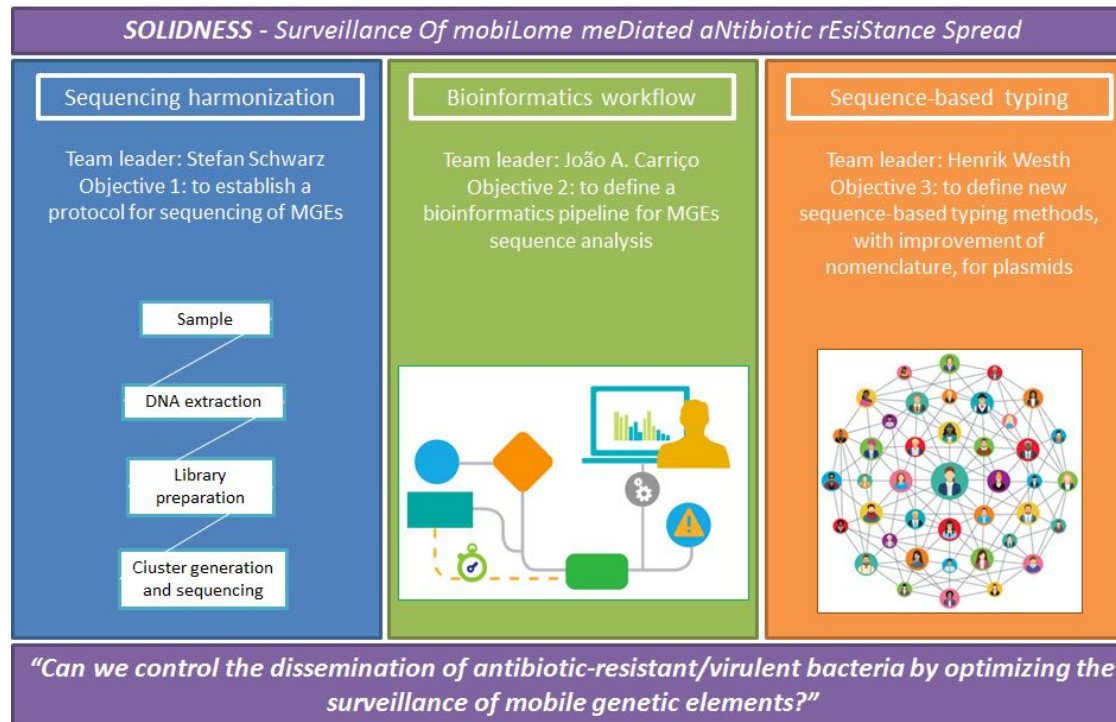 SOLIDNESS - Surveillance Of mobiLome meDiated aNtibiotic rEsiStance Spread
Sequencing harmonization
Team leader: Stefan Schwarz
Objective 1: to establish a
protocol for sequencing of MGEs
Sample
DNA extraction
Library
preparation
Cluster generation
and sequencing
Bioinformatics workflow
Team leader: João A. Carriço
Objective 2: to define a
bioinformatics pipeline for MGEs
sequence analysis
Sequence-based typing
Team leader: Henrik Westh
Objective 3: to define new
sequence-based typing methods,
with improvement of
nomenclature, for plasmids
“Can we control the dissemination of antibiotic-resistant/virulent bacteria by optimizing the
surveillance of mobile genetic elements?”